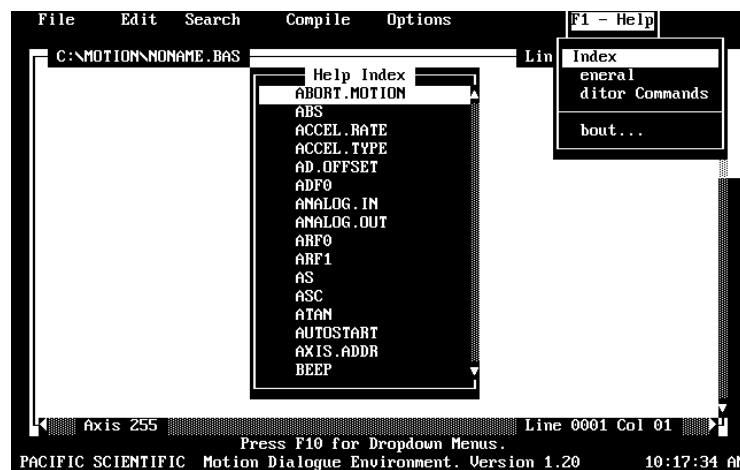 File Edit Search Compile Options F1 - Help
C:\MOTION\NONAME.BAS Lin
Index
eneral
ditor Commands
bout...
Help Index
ABORT.MOTION
ABS
ACCEL.RATE
ACCEL.TYPE
AD.OFFSET
ADF0
ANALOG.IN
ANALOG.OUT
ARF0
ARF1
AS
ASC
ATAN
AUTOSTART
AXIS.ADDR
BEEP
Axis 255 Line 0001 Col 01
Press F10 for Dropdown Menus.
PACIFIC SCIENTIFIC Motion Dialogue Environment. Version 1.20 10:17:34 AM